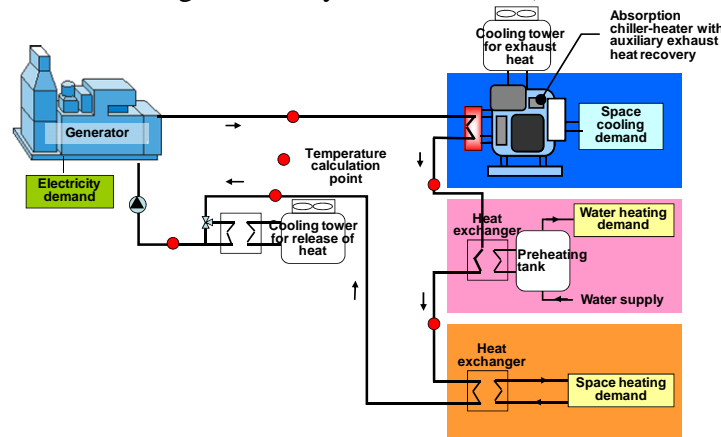 Absorption
chiller-heater with
auxiliary exhaust
heat recovery
Cooling tower
for exhaust
heat
Generator
Space
cooling
demand
Temperature
calculation
point
Electricity
demand
Cooling tower
for release of
heat
Heat
exchanger
Water heating
demand
Preheating
tank
Water supply
Heat
exchanger
Space heating
demand